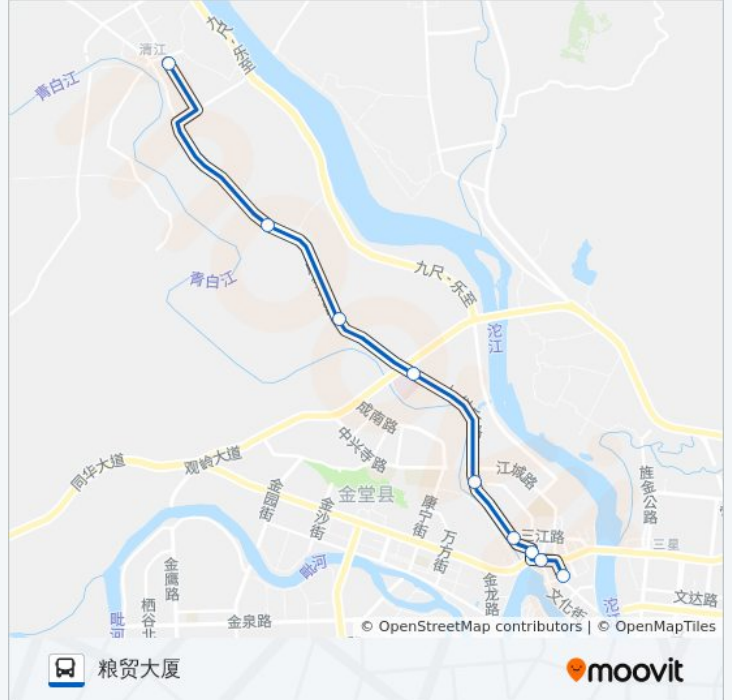 九尺 - 乐至
清江
青白江
青白江
九尺 - 乐至
沱江
成南路
中兴寺路
观岭大道
同华大道
江城路
旌金公路
金堂县
金园街
金沙街
康宁街
万方街
三江路
三星
毗河
金鹰路
金龙路
文化街
文达路
毗河
栖谷北
金泉路
沱
© OpenStreetMap contributors | © OpenMapTiles
粮贸大厦
moovit